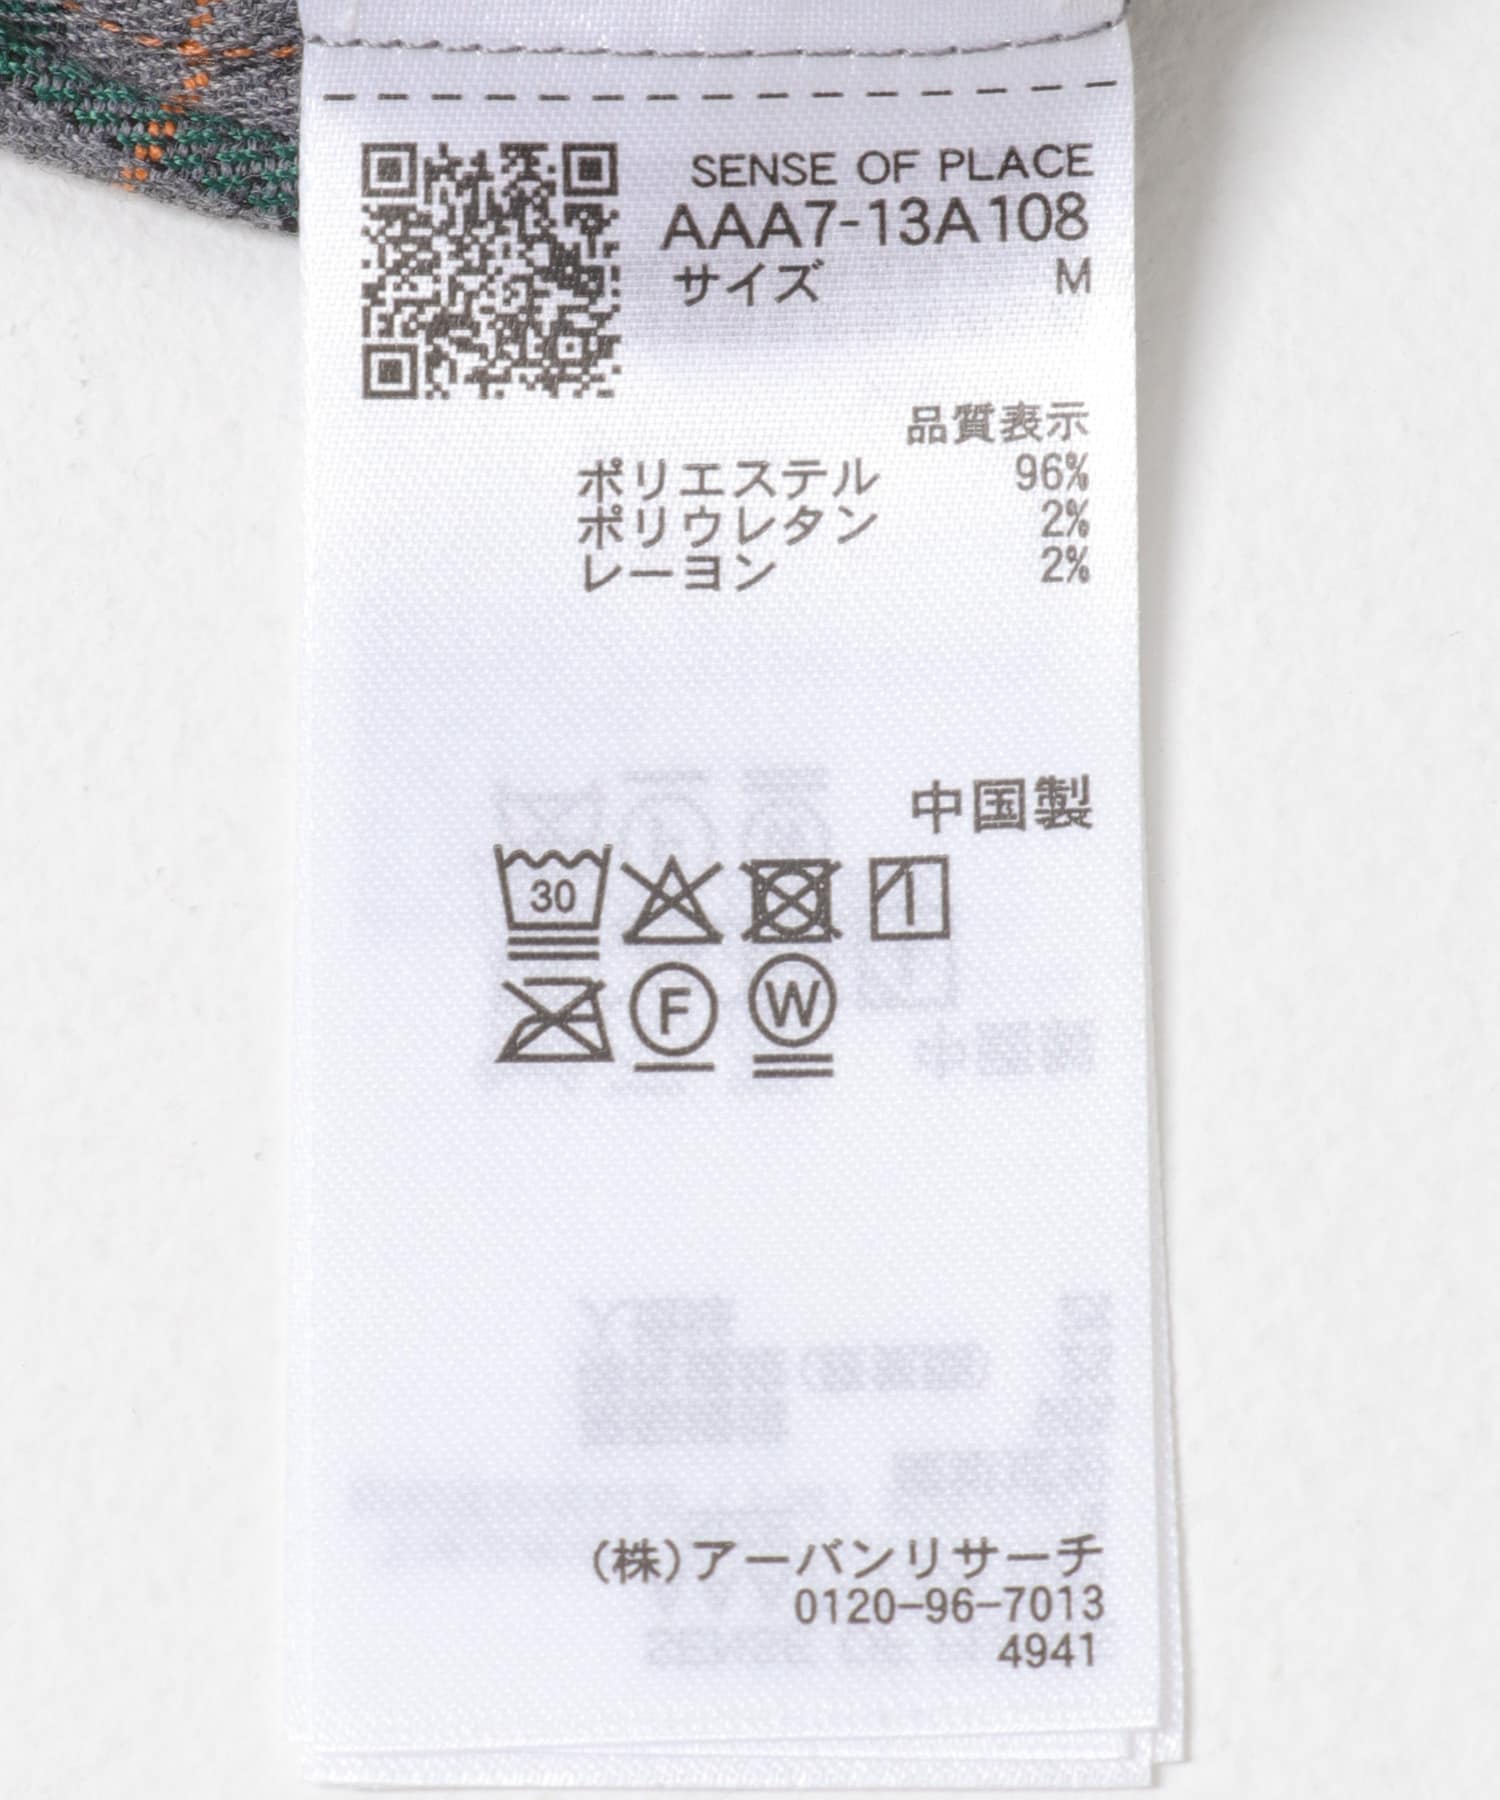 SENSE OF PLACE
AAA7-13A108
サイズ M
品質表示
ポリエステル 96%
ポリウレタン 2%
レーヨン 2%
中国製
30
F W
(株)アーバンリサーチ
0120-96-7013
4941